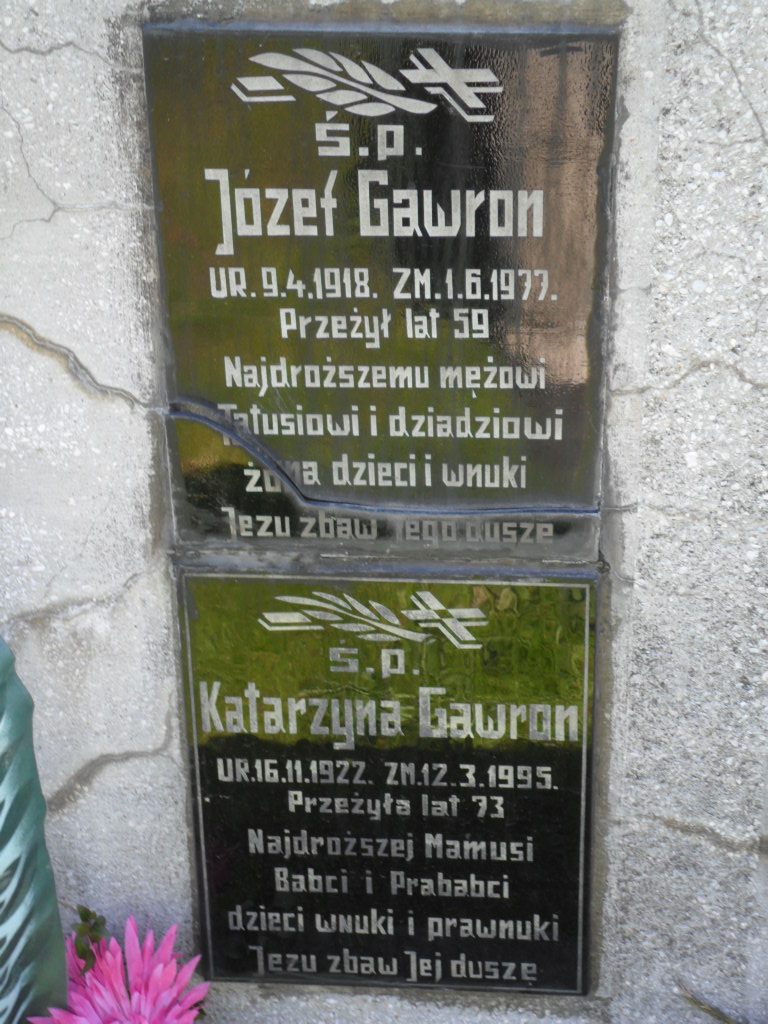 Ś.P.
Józef Gawron
UR. 9.4.1918. ZM.1.6.1977.
Przeżył lat 59
Najdroższemu mężowi
Tatusiowi i dziadziowi
żona dzieci i wnuki
Jezu zbaw Jego duszę
Ś.P.
Katarzyna Gawron
UR.16.11.1922. ZM.12.3.1995.
Przeżyła lat 73
Najdroższej Mamusi
Babci i Prababci
dzieci wnuki i prawnuki
Jezu zbaw Jej duszę